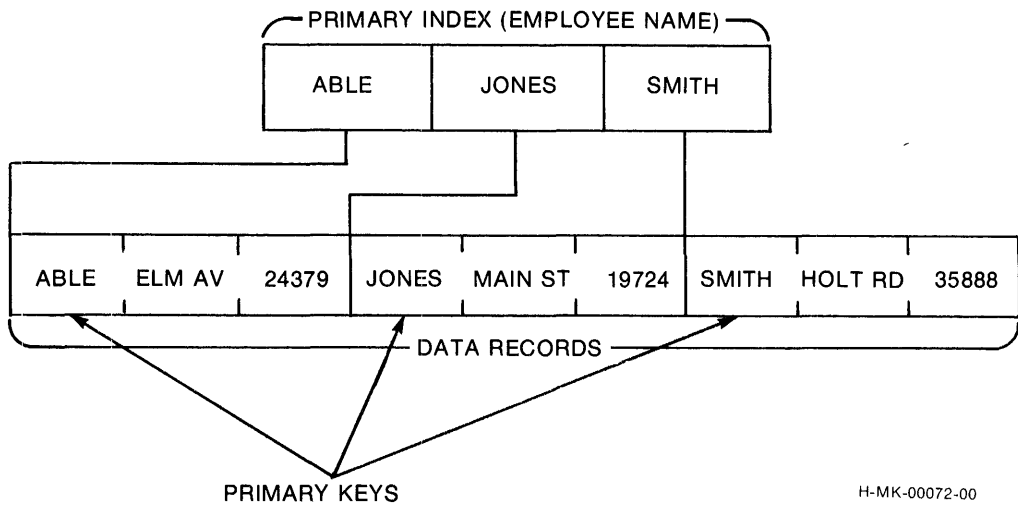 PRIMARY INDEX (EMPLOYEE NAME)
ABLE JONES SMITH
ABLE ELM AV 24379 JONES MAIN ST 19724 SMITH HOLT RD 35888
DATA RECORDS
PRIMARY KEYS
H-MK-00072-00